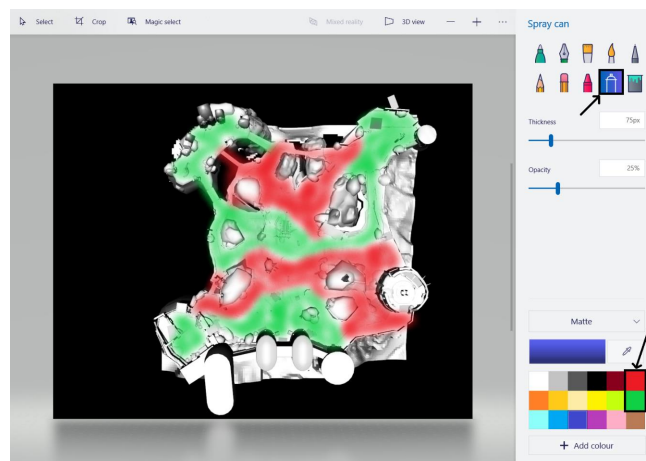 Select
Crop
Magic select
Mixed reality
3D view
Spray can
Thickness
75px
Opacity
25%
Matte
Add colour